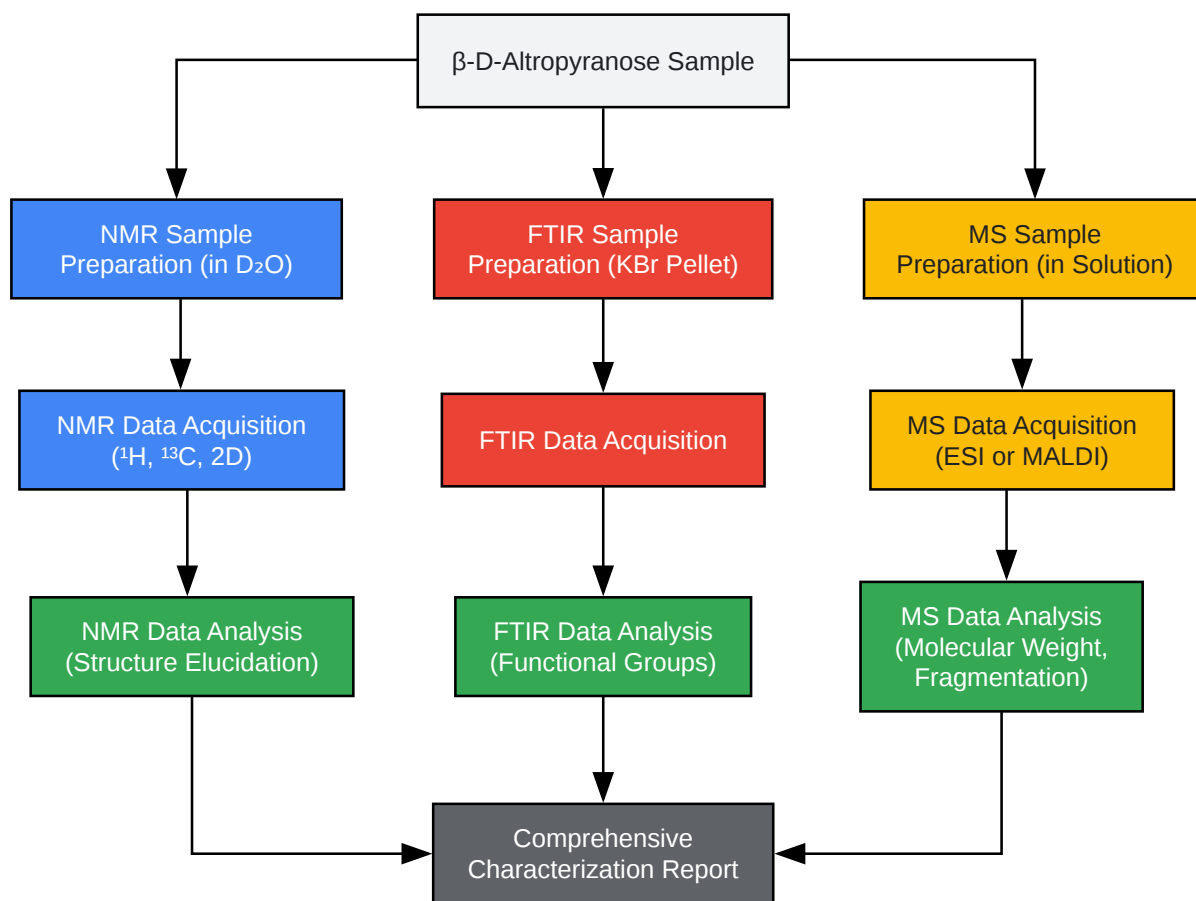 β-D-Altropyranose Sample
NMR Sample
Preparation (in D₂O)
FTIR Sample
Preparation (KBr Pellet)
MS Sample
Preparation (in Solution)
NMR Data Acquisition
(¹H, ¹³C, 2D)
FTIR Data Acquisition
MS Data Acquisition
(ESI or MALDI)
NMR Data Analysis
(Structure Elucidation)
FTIR Data Analysis
(Functional Groups)
MS Data Analysis
(Molecular Weight,
Fragmentation)
Comprehensive
Characterization Report